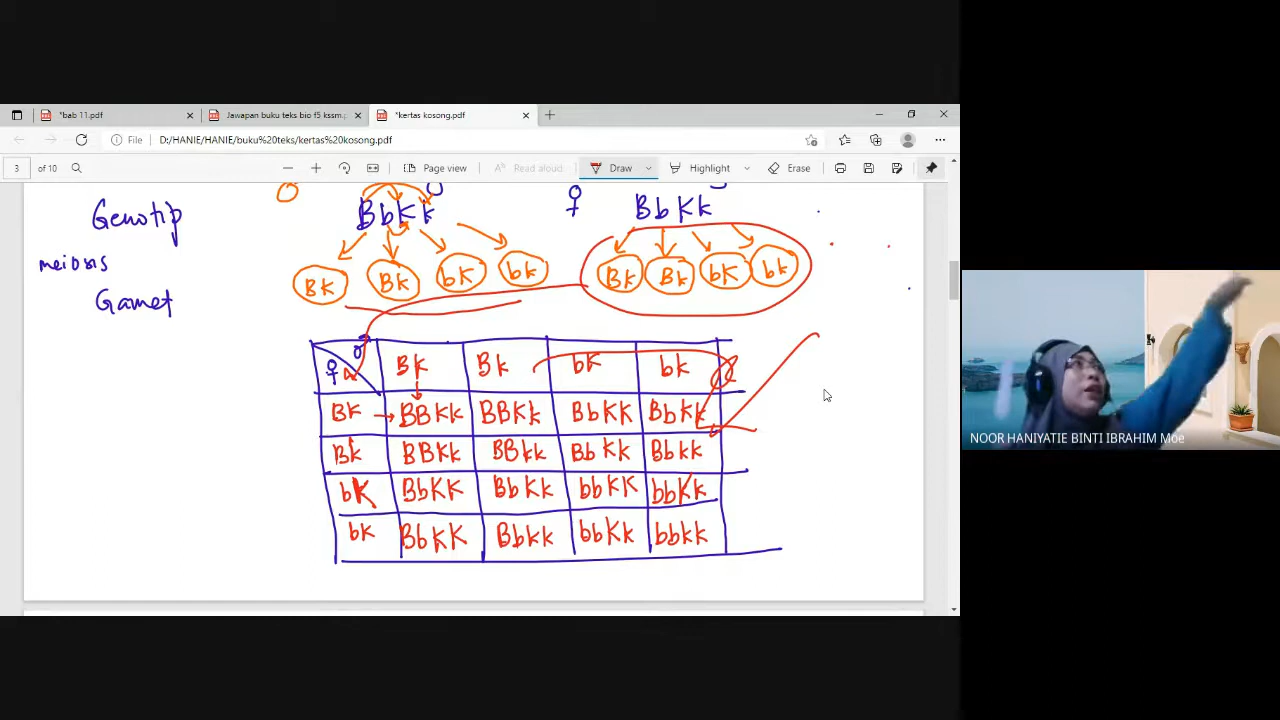 *bab 11.pdf
Jawapan buku teks bio f5 kssm.p
*kertas kosong.pdf
File D:/HANIE/HANIE/buku%20teks/kertas%20kosong.pdf
3 of 10
Page view
Read aloud
Draw
Highlight
Erase
Genotip BbKk ♀ BbKk
meiosis
Gamet
BK Bk bK bk BK Bk bK bk
♀ ♂ BK Bk bK bk
BK → BBKK BBKk BbKK BbKk
Bk BBKk BBkk BbKk Bbkk
bK BbKK BbKk bbKK bbKk
bk BbKK Bbkk bbKk bbkk
NOOR HANIYATIE BINTI IBRAHIM Moe